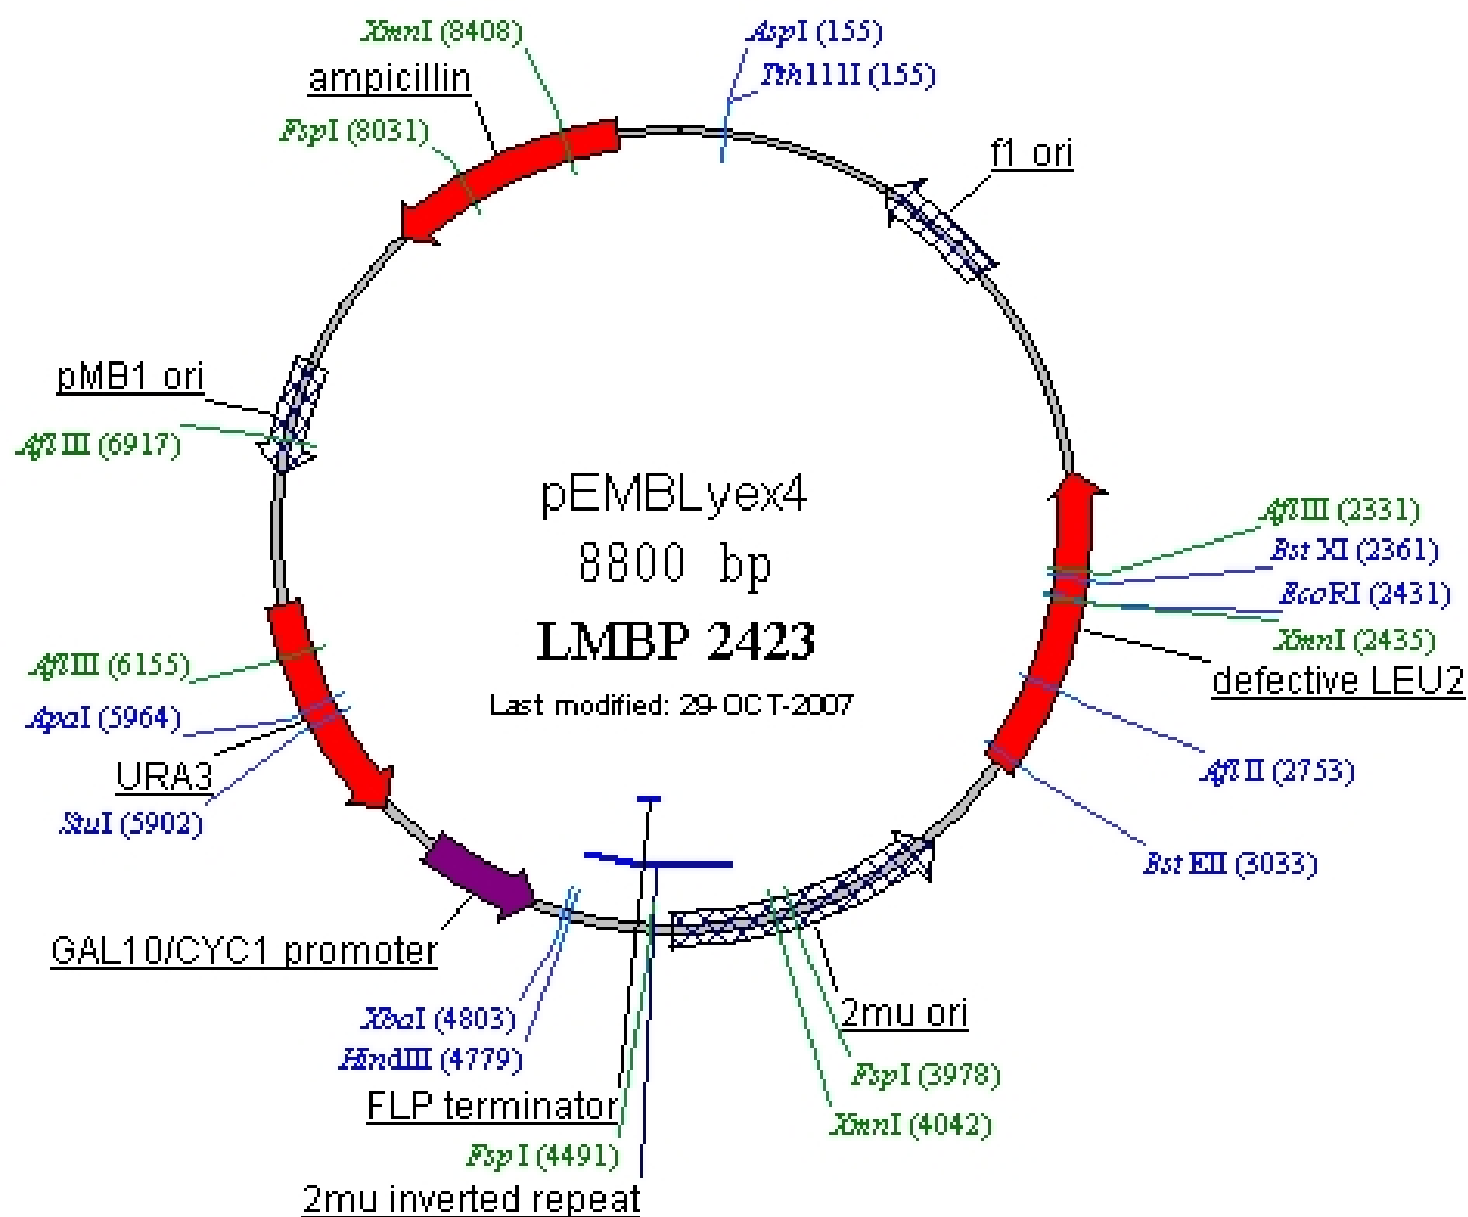 XmnI (8408)
AspI (155)
ampicillin
Tth111I (155)
FspI (8031)
f1 ori
pMB1 ori
AflIII (6917)
pEMBLyex4
8800 bp
LMBP 2423
Last modified: 29-OCT-2007
AflIII (2331)
BstXI (2361)
EcoRI (2431)
XmnI (2435)
defective LEU2
AflIII (6155)
ApaI (5964)
URA3
StuI (5902)
AflII (2753)
BstEII (3033)
GAL10/CYC1 promoter
XbaI (4803)
HindIII (4779)
2mu ori
FspI (3978)
FLP terminator
XmnI (4042)
FspI (4491)
2mu inverted repeat